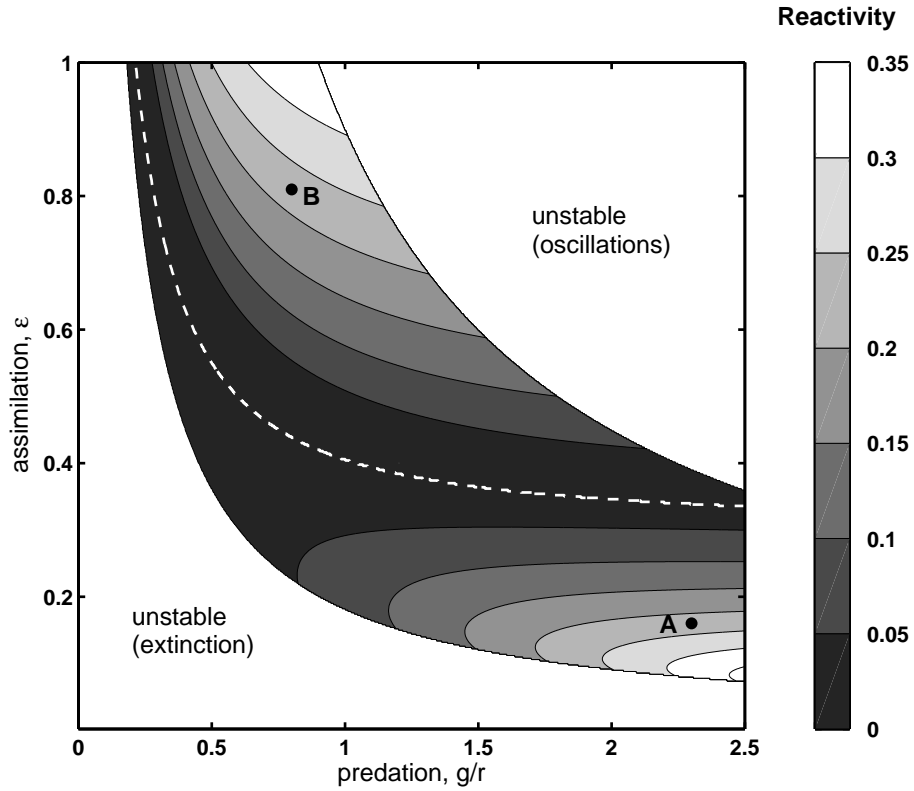 Reactivity
1
0.8
0.6
0.4
0.2
assimilation, ε
B
A
unstable
(oscillations)
unstable
(extinction)
0
0.5
1
1.5
2
2.5
predation, g/r
0.35
0.3
0.25
0.2
0.15
0.1
0.05
0